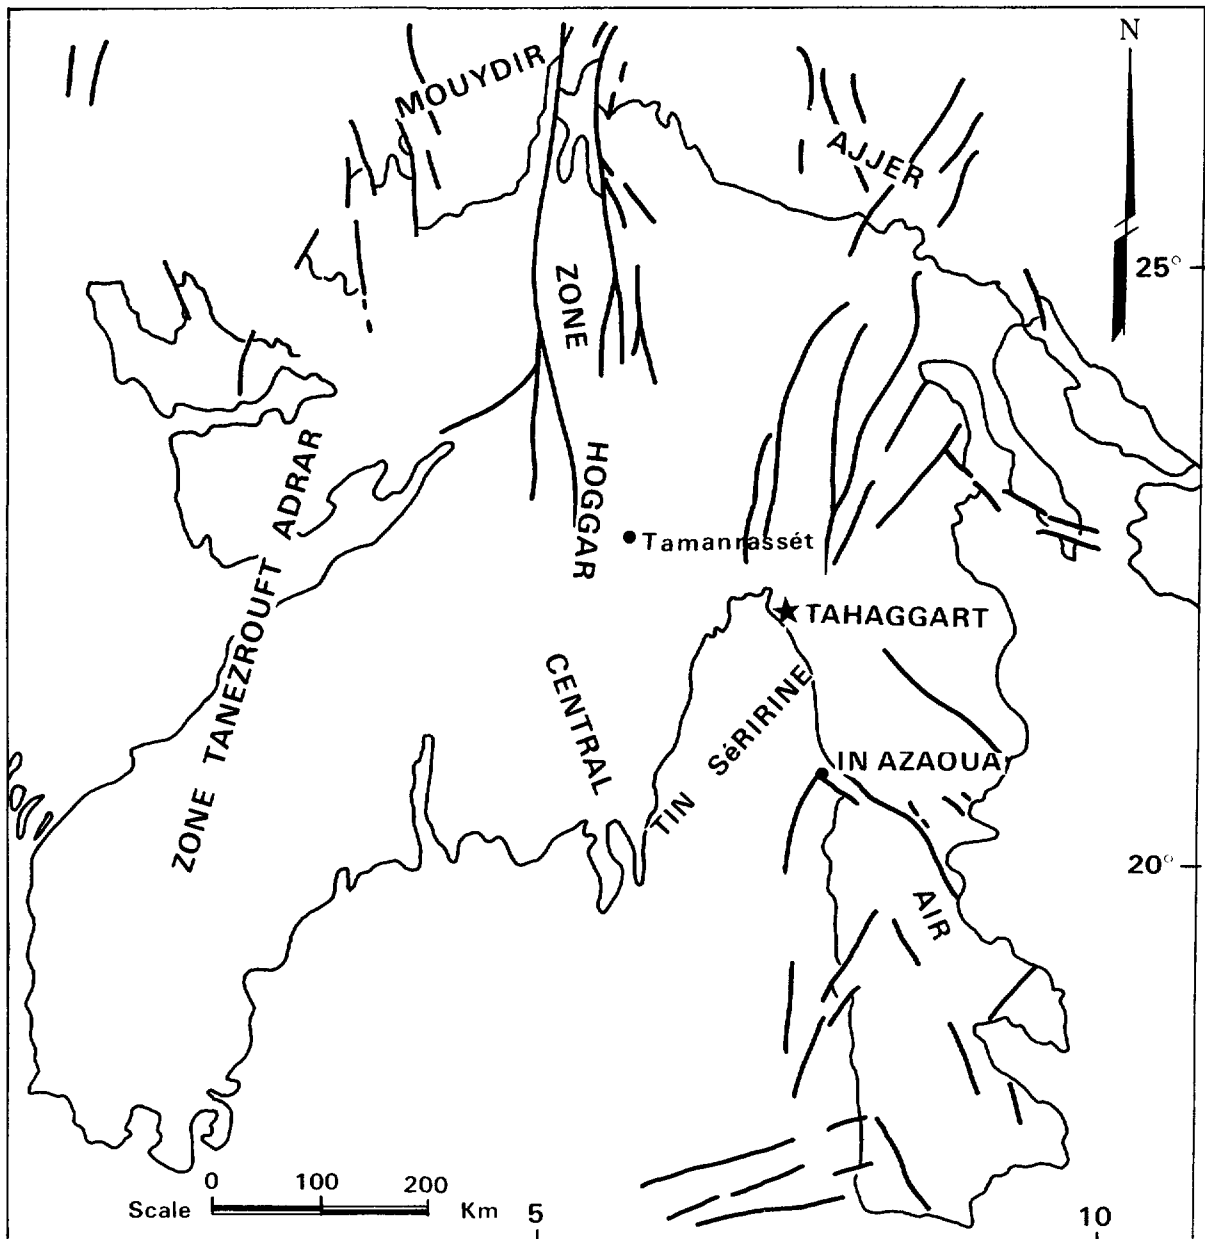 N
MOUYDIR
AJJER
25°
ZONE
HOGGAR
CENTRAL
ZONE TANEZROUFT ADRAR
Tamanrassét
TAHAGGART
TIN SéRIRINE
IN AZAOUA
20°
AIR
0 100 200
Scale Km
5
10